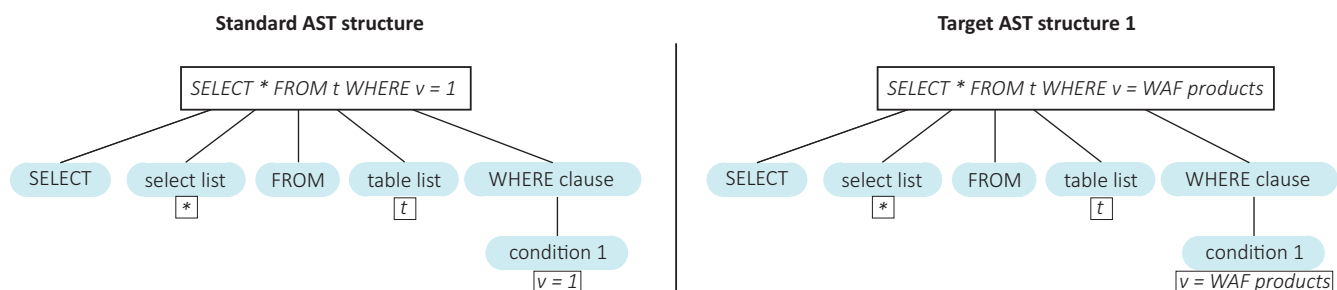 Standard AST structure
SELECT * FROM t WHERE v = 1
SELECT
select list
FROM
table list
WHERE clause
*
t
condition 1
v = 1
Target AST structure 1
SELECT * FROM t WHERE v = WAF products
SELECT
select list
FROM
table list
WHERE clause
*
t
condition 1
v = WAF products